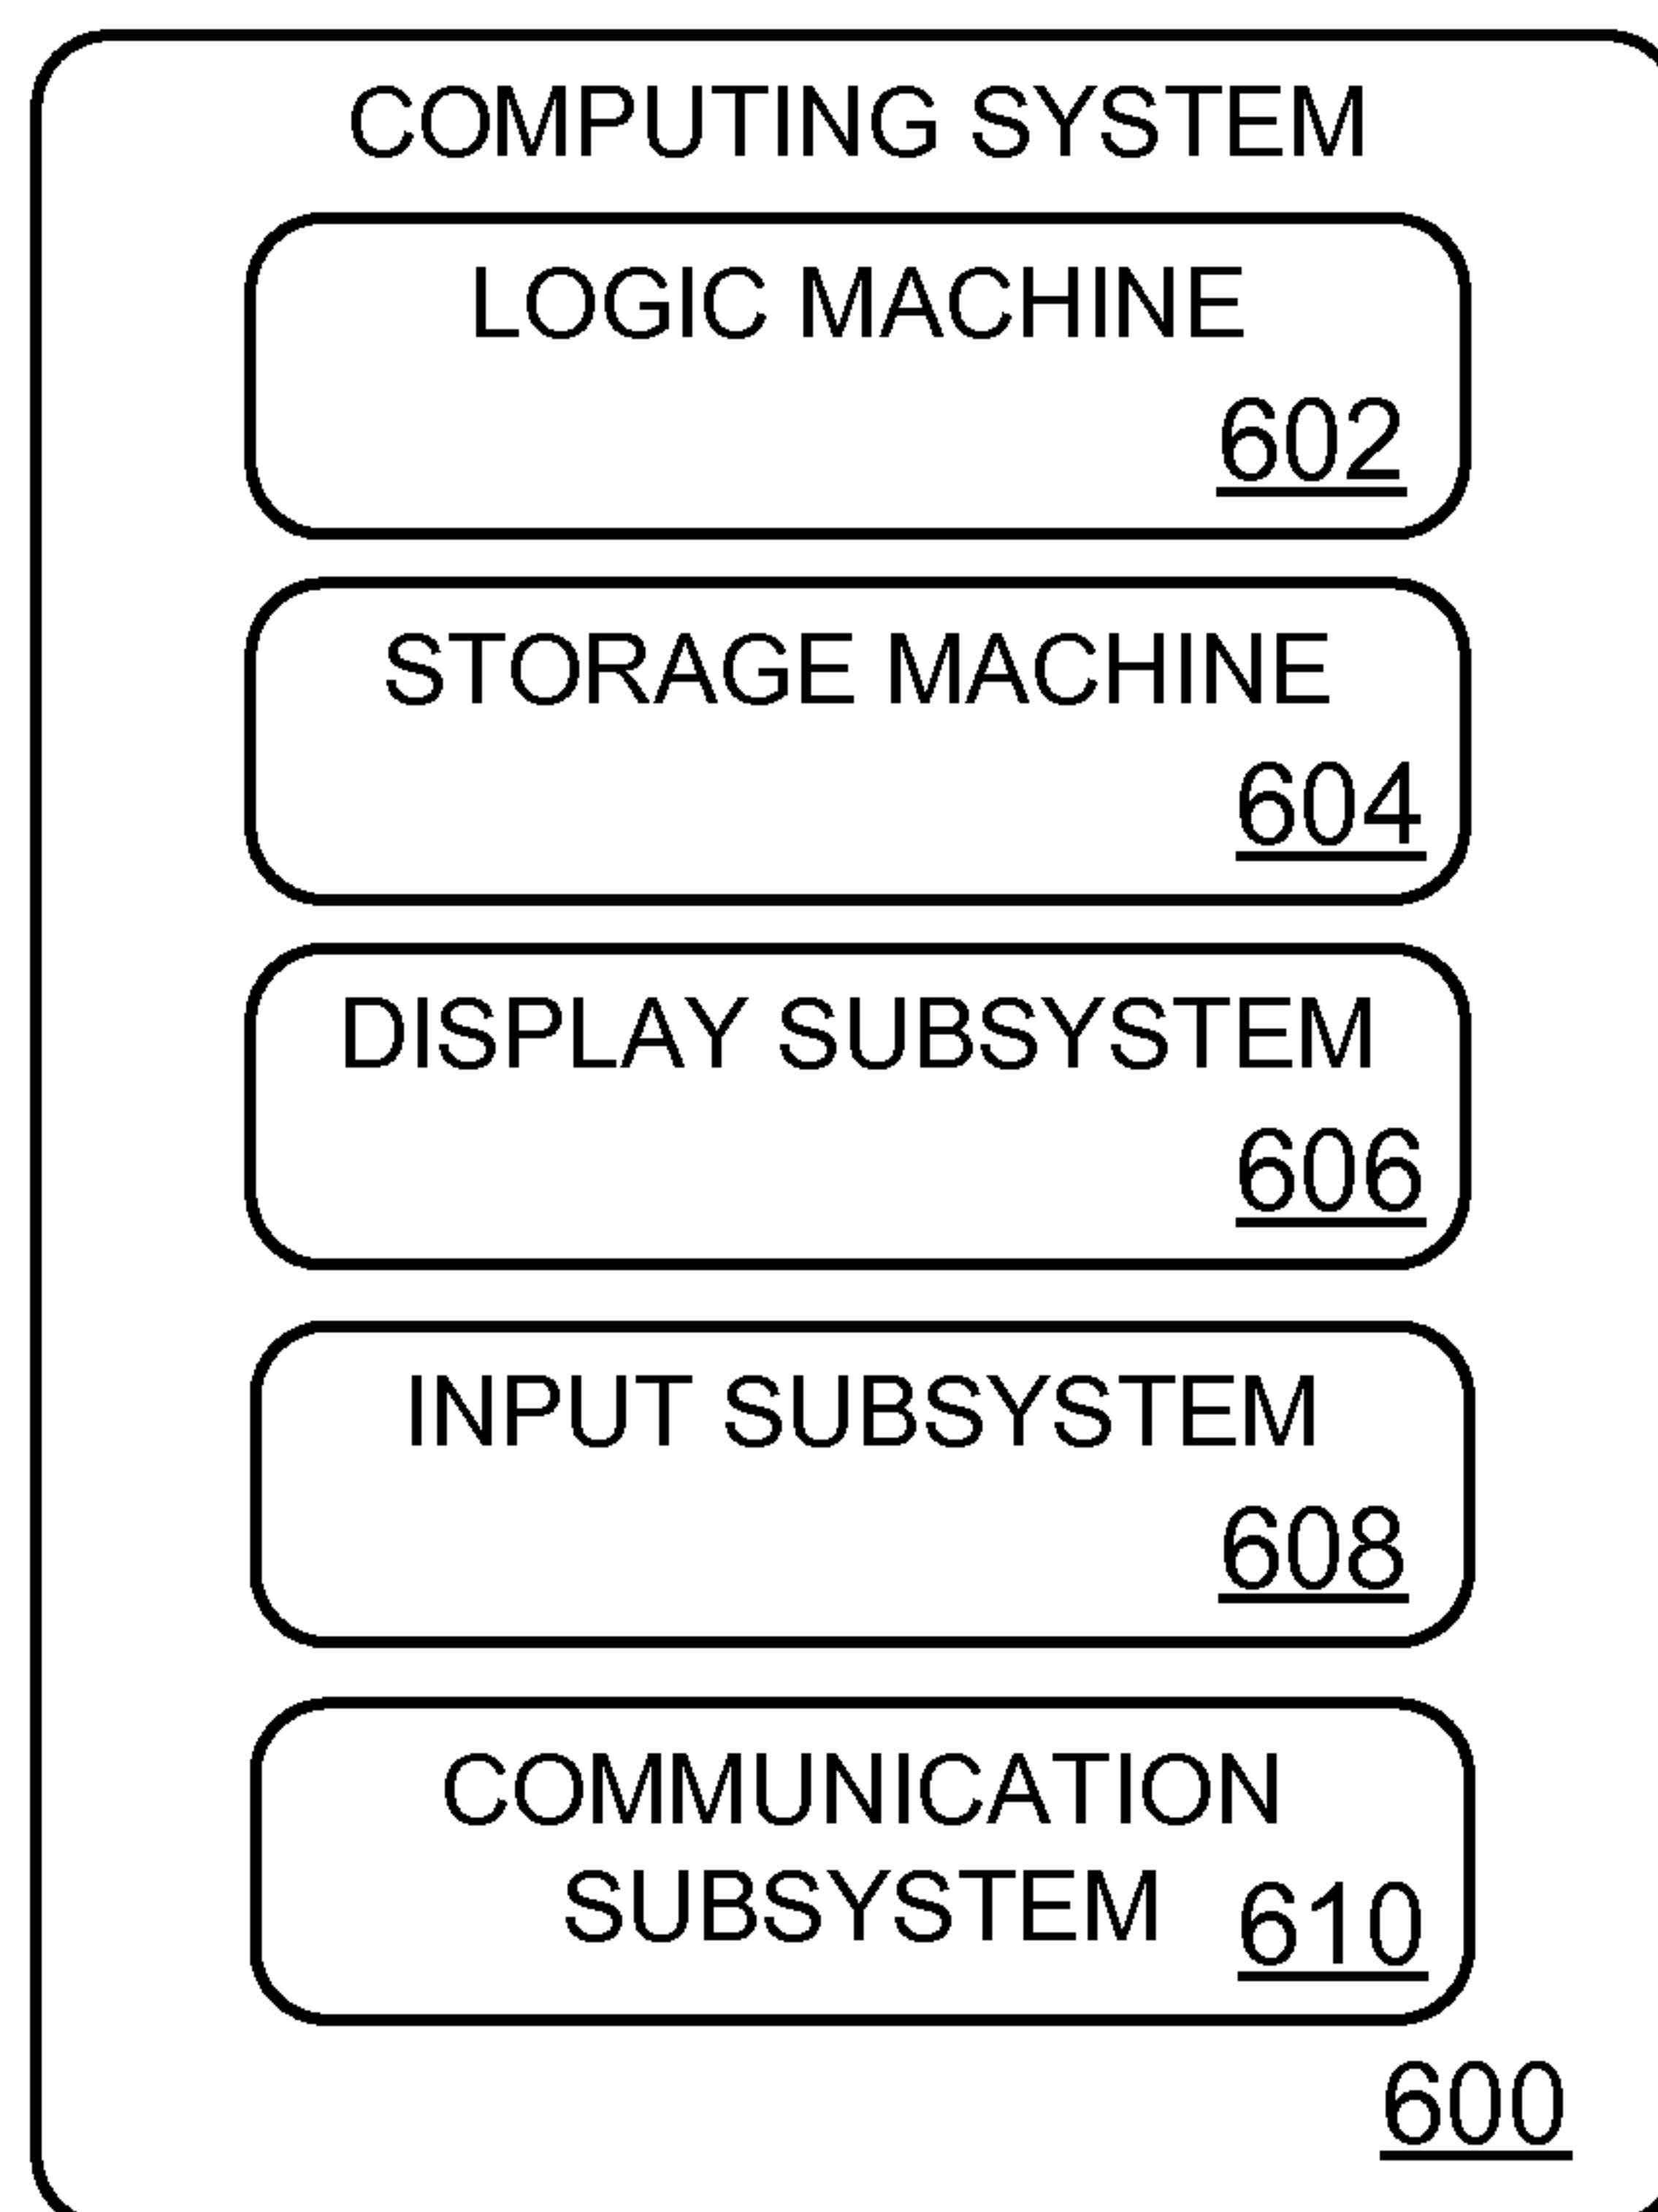 COMPUTING SYSTEM
LOGIC MACHINE
602
STORAGE MACHINE
604
DISPLAY SUBSYSTEM
606
INPUT SUBSYSTEM
608
COMMUNICATION
SUBSYSTEM 610
600